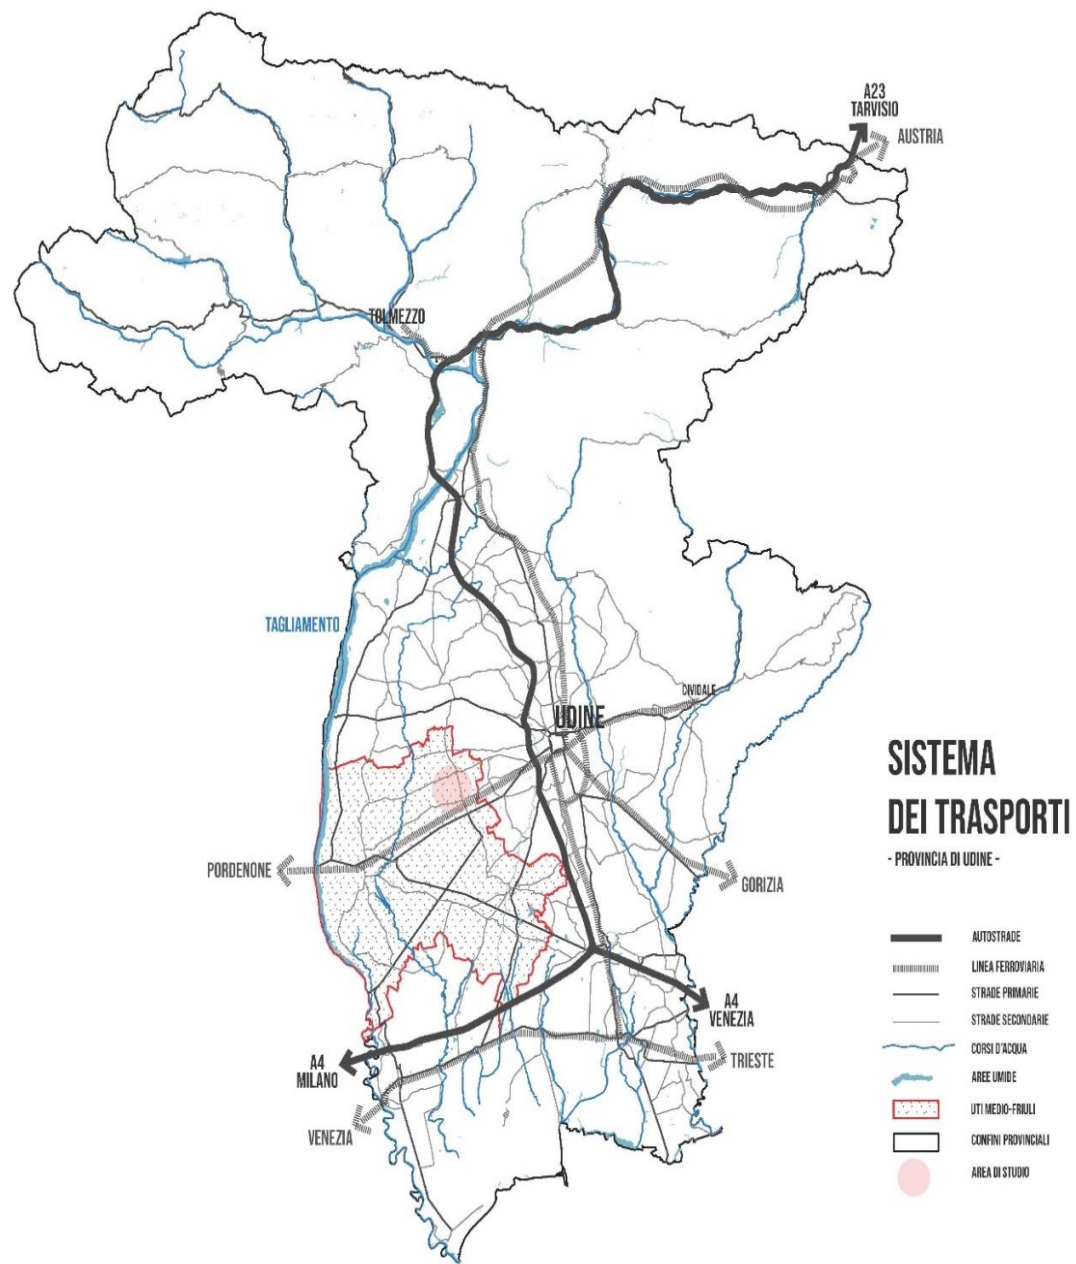 A23
TARVISIO
AUSTRIA
TOLMEZZO
TAGLIAMENTO
CIVIDALE
UDINE
PORDENONE
GORIZIA
A4
VENEZIA
A4
MILANO
TRIESTE
VENEZIA
SISTEMA
DEI TRASPORTI
- PROVINCIA DI UDINE -
AUTOSTRADE
LINEA FERROVIARIA
STRADE PRIMARIE
STRADE SECONDARIE
CORSI D'ACQUA
AREE UMIDE
UTI MEDIO-FRIULI
CONFINI PROVINCIALI
AREA DI STUDIO